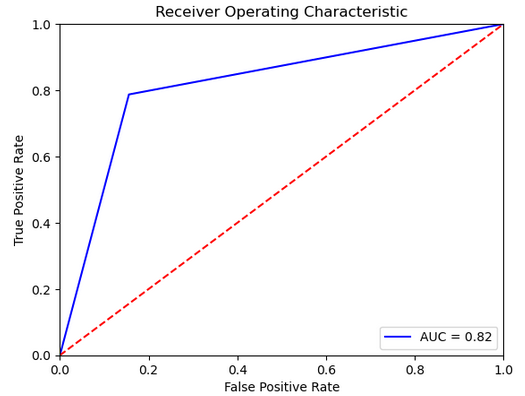 Receiver Operating Characteristic
1.0
0.8
0.6
0.4
0.2
0.0
True Positive Rate
0.0 0.2 0.4 0.6 0.8 1.0
False Positive Rate
AUC = 0.82